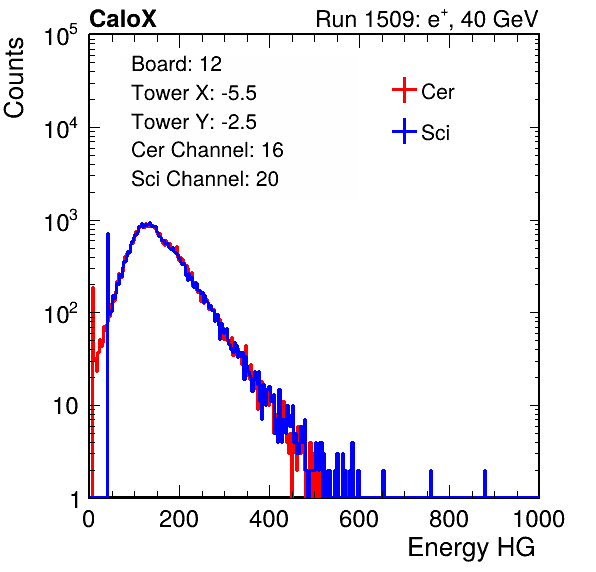 CaloX Run 1509: e⁺, 40 GeV
Counts
Board: 12
Tower X: -5.5
Tower Y: -2.5
Cer Channel: 16
Sci Channel: 20
Cer
Sci
10⁵
10⁴
10³
10²
10
1
0 200 400 600 800 1000
Energy HG